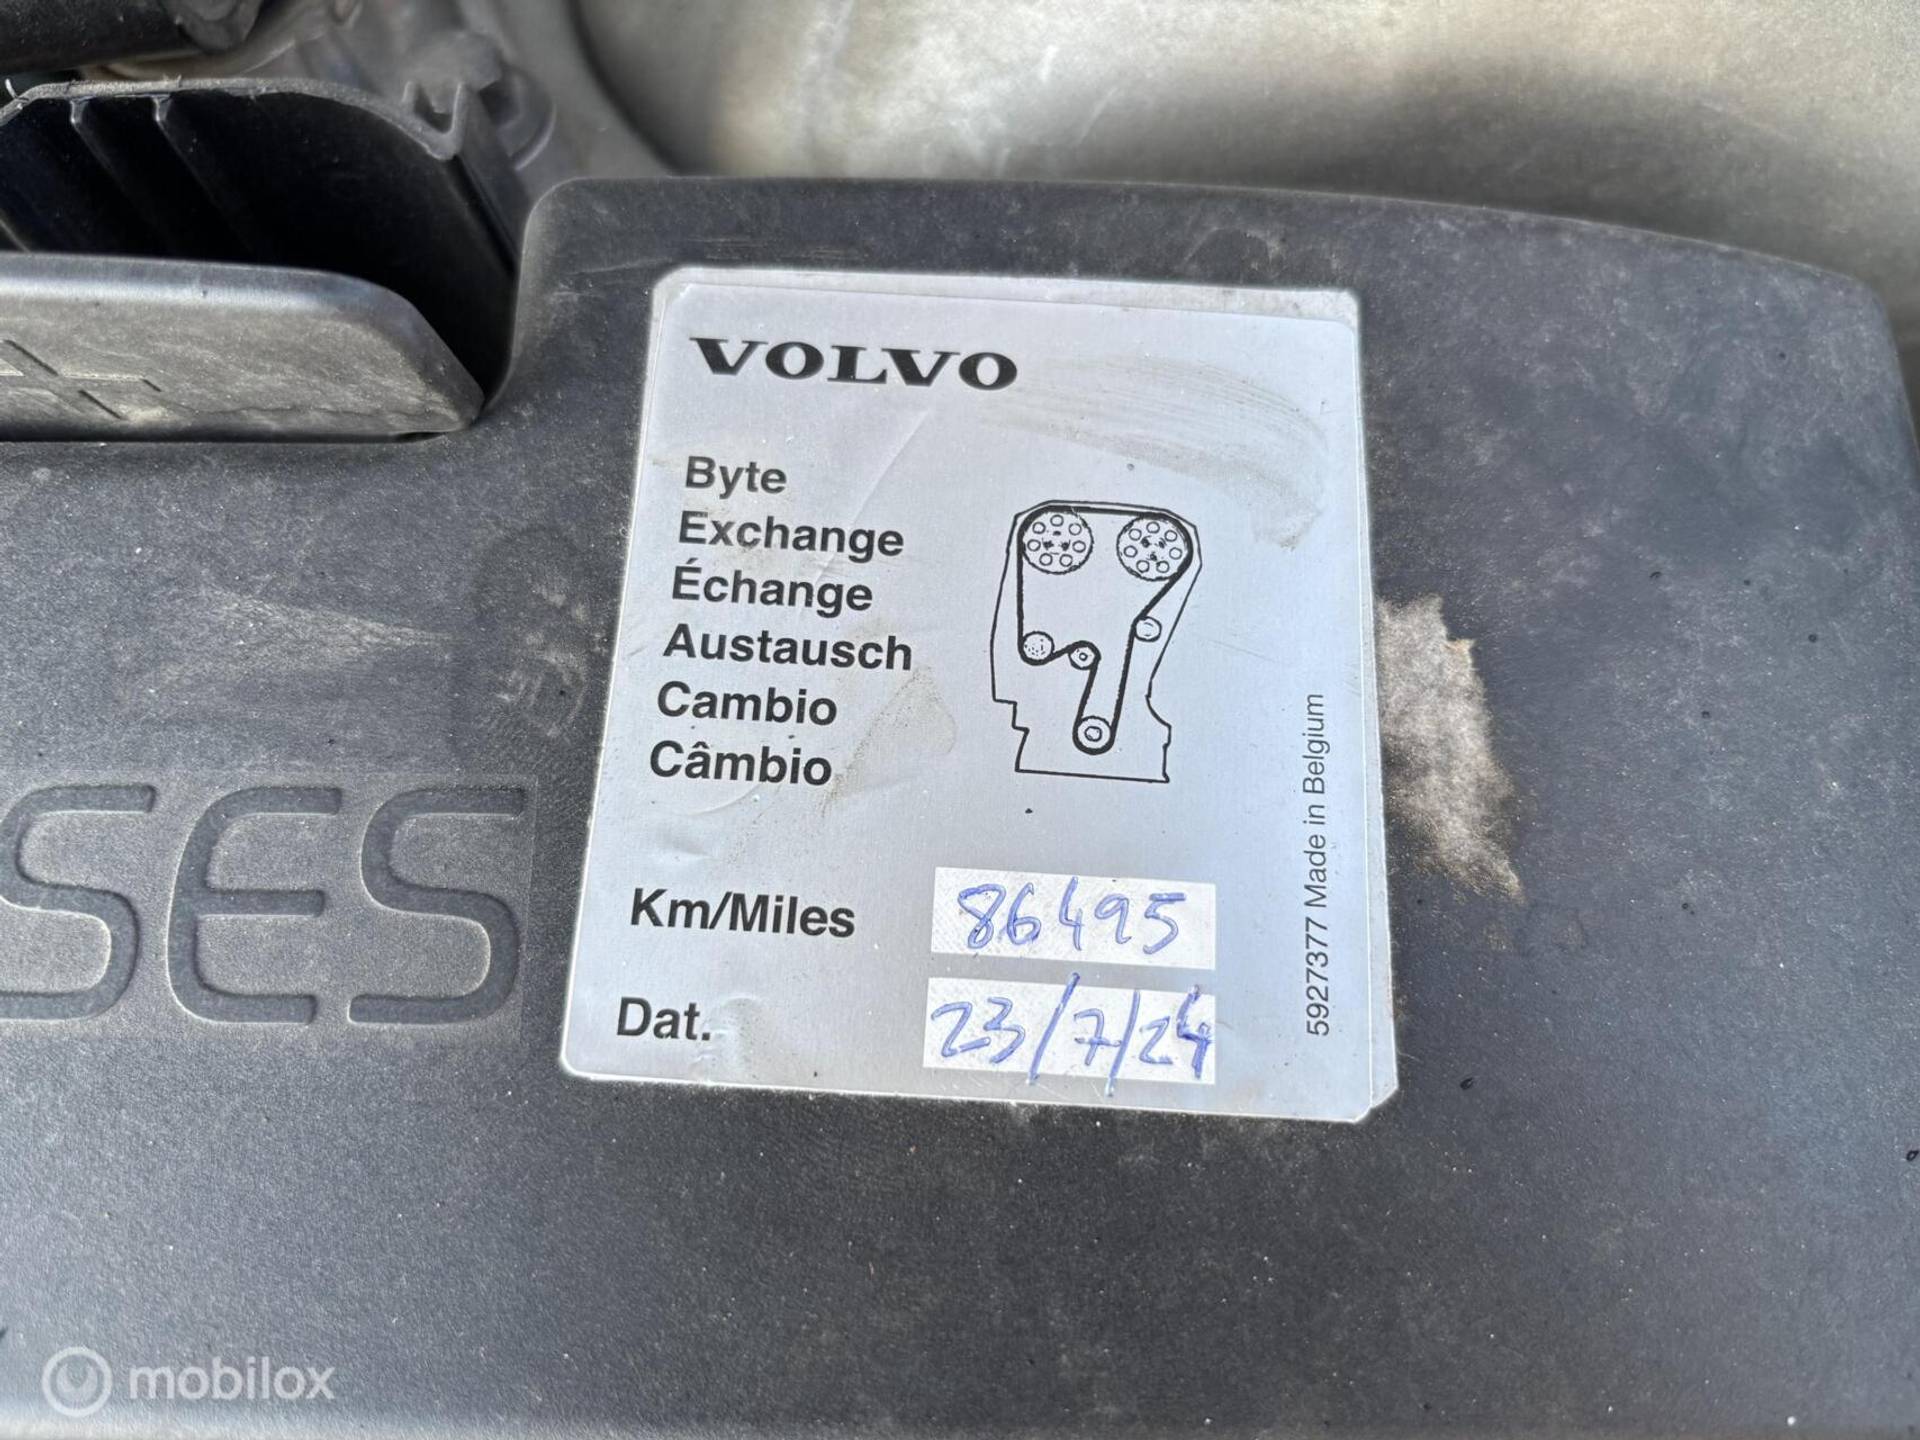 VOLVO
Byte
Exchange
Échange
Austausch
Cambio
Câmbio
Km/Miles 86495
Dat. 23/7/24
5927377 Made in Belgium
SES
mobilox